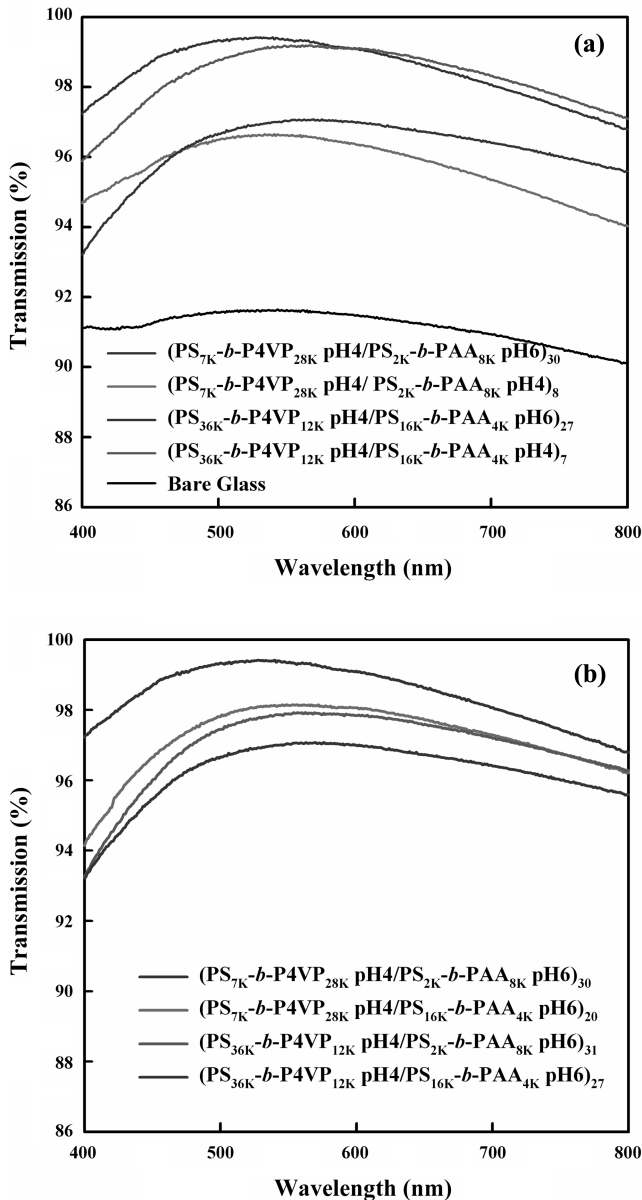 (a)
100
98
96
94
92
90
88
86
Transmission (%)
(PS7K-b-P4VP28K pH4/PS2K-b-PAA8K pH6)30
(PS7K-b-P4VP28K pH4/ PS2K-b-PAA8K pH4)8
(PS36K-b-P4VP12K pH4/PS16K-b-PAA4K pH6)27
(PS36K-b-P4VP12K pH4/PS16K-b-PAA4K pH4)7
Bare Glass
400 500 600 700 800
Wavelength (nm)
(b)
100
98
96
94
92
90
88
86
Transmission (%)
(PS7K-b-P4VP28K pH4/PS2K-b-PAA8K pH6)30
(PS7K-b-P4VP28K pH4/PS16K-b-PAA4K pH6)20
(PS36K-b-P4VP12K pH4/PS2K-b-PAA8K pH6)31
(PS36K-b-P4VP12K pH4/PS16K-b-PAA4K pH6)27
400 500 600 700 800
Wavelength (nm)